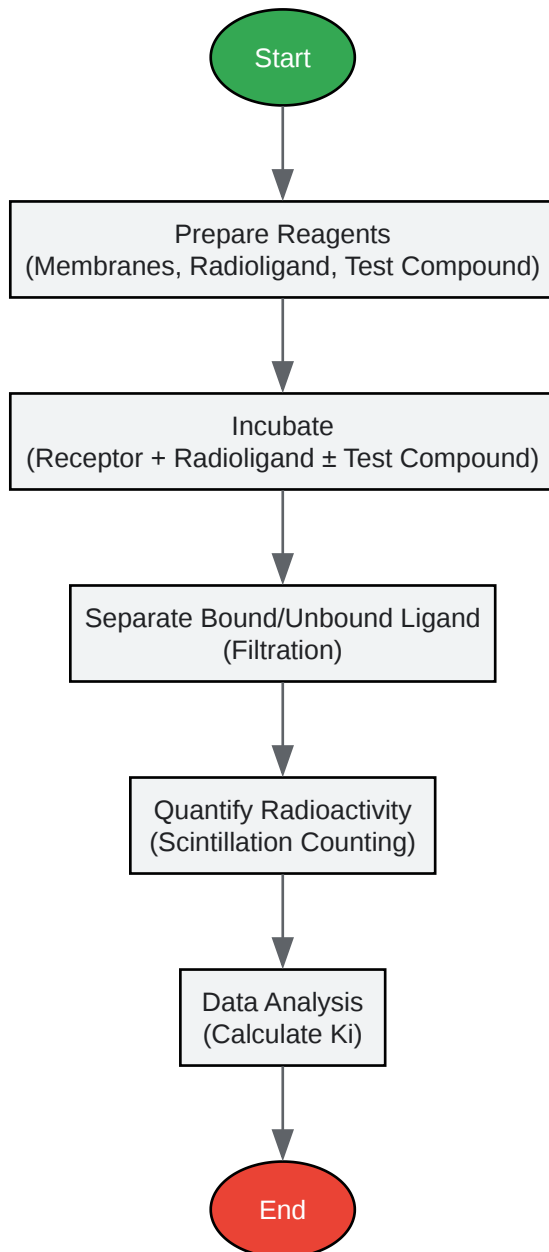 Start
Prepare Reagents
(Membranes, Radioligand, Test Compound)
Incubate
(Receptor + Radioligand ± Test Compound)
Separate Bound/Unbound Ligand
(Filtration)
Quantify Radioactivity
(Scintillation Counting)
Data Analysis
(Calculate Ki)
End